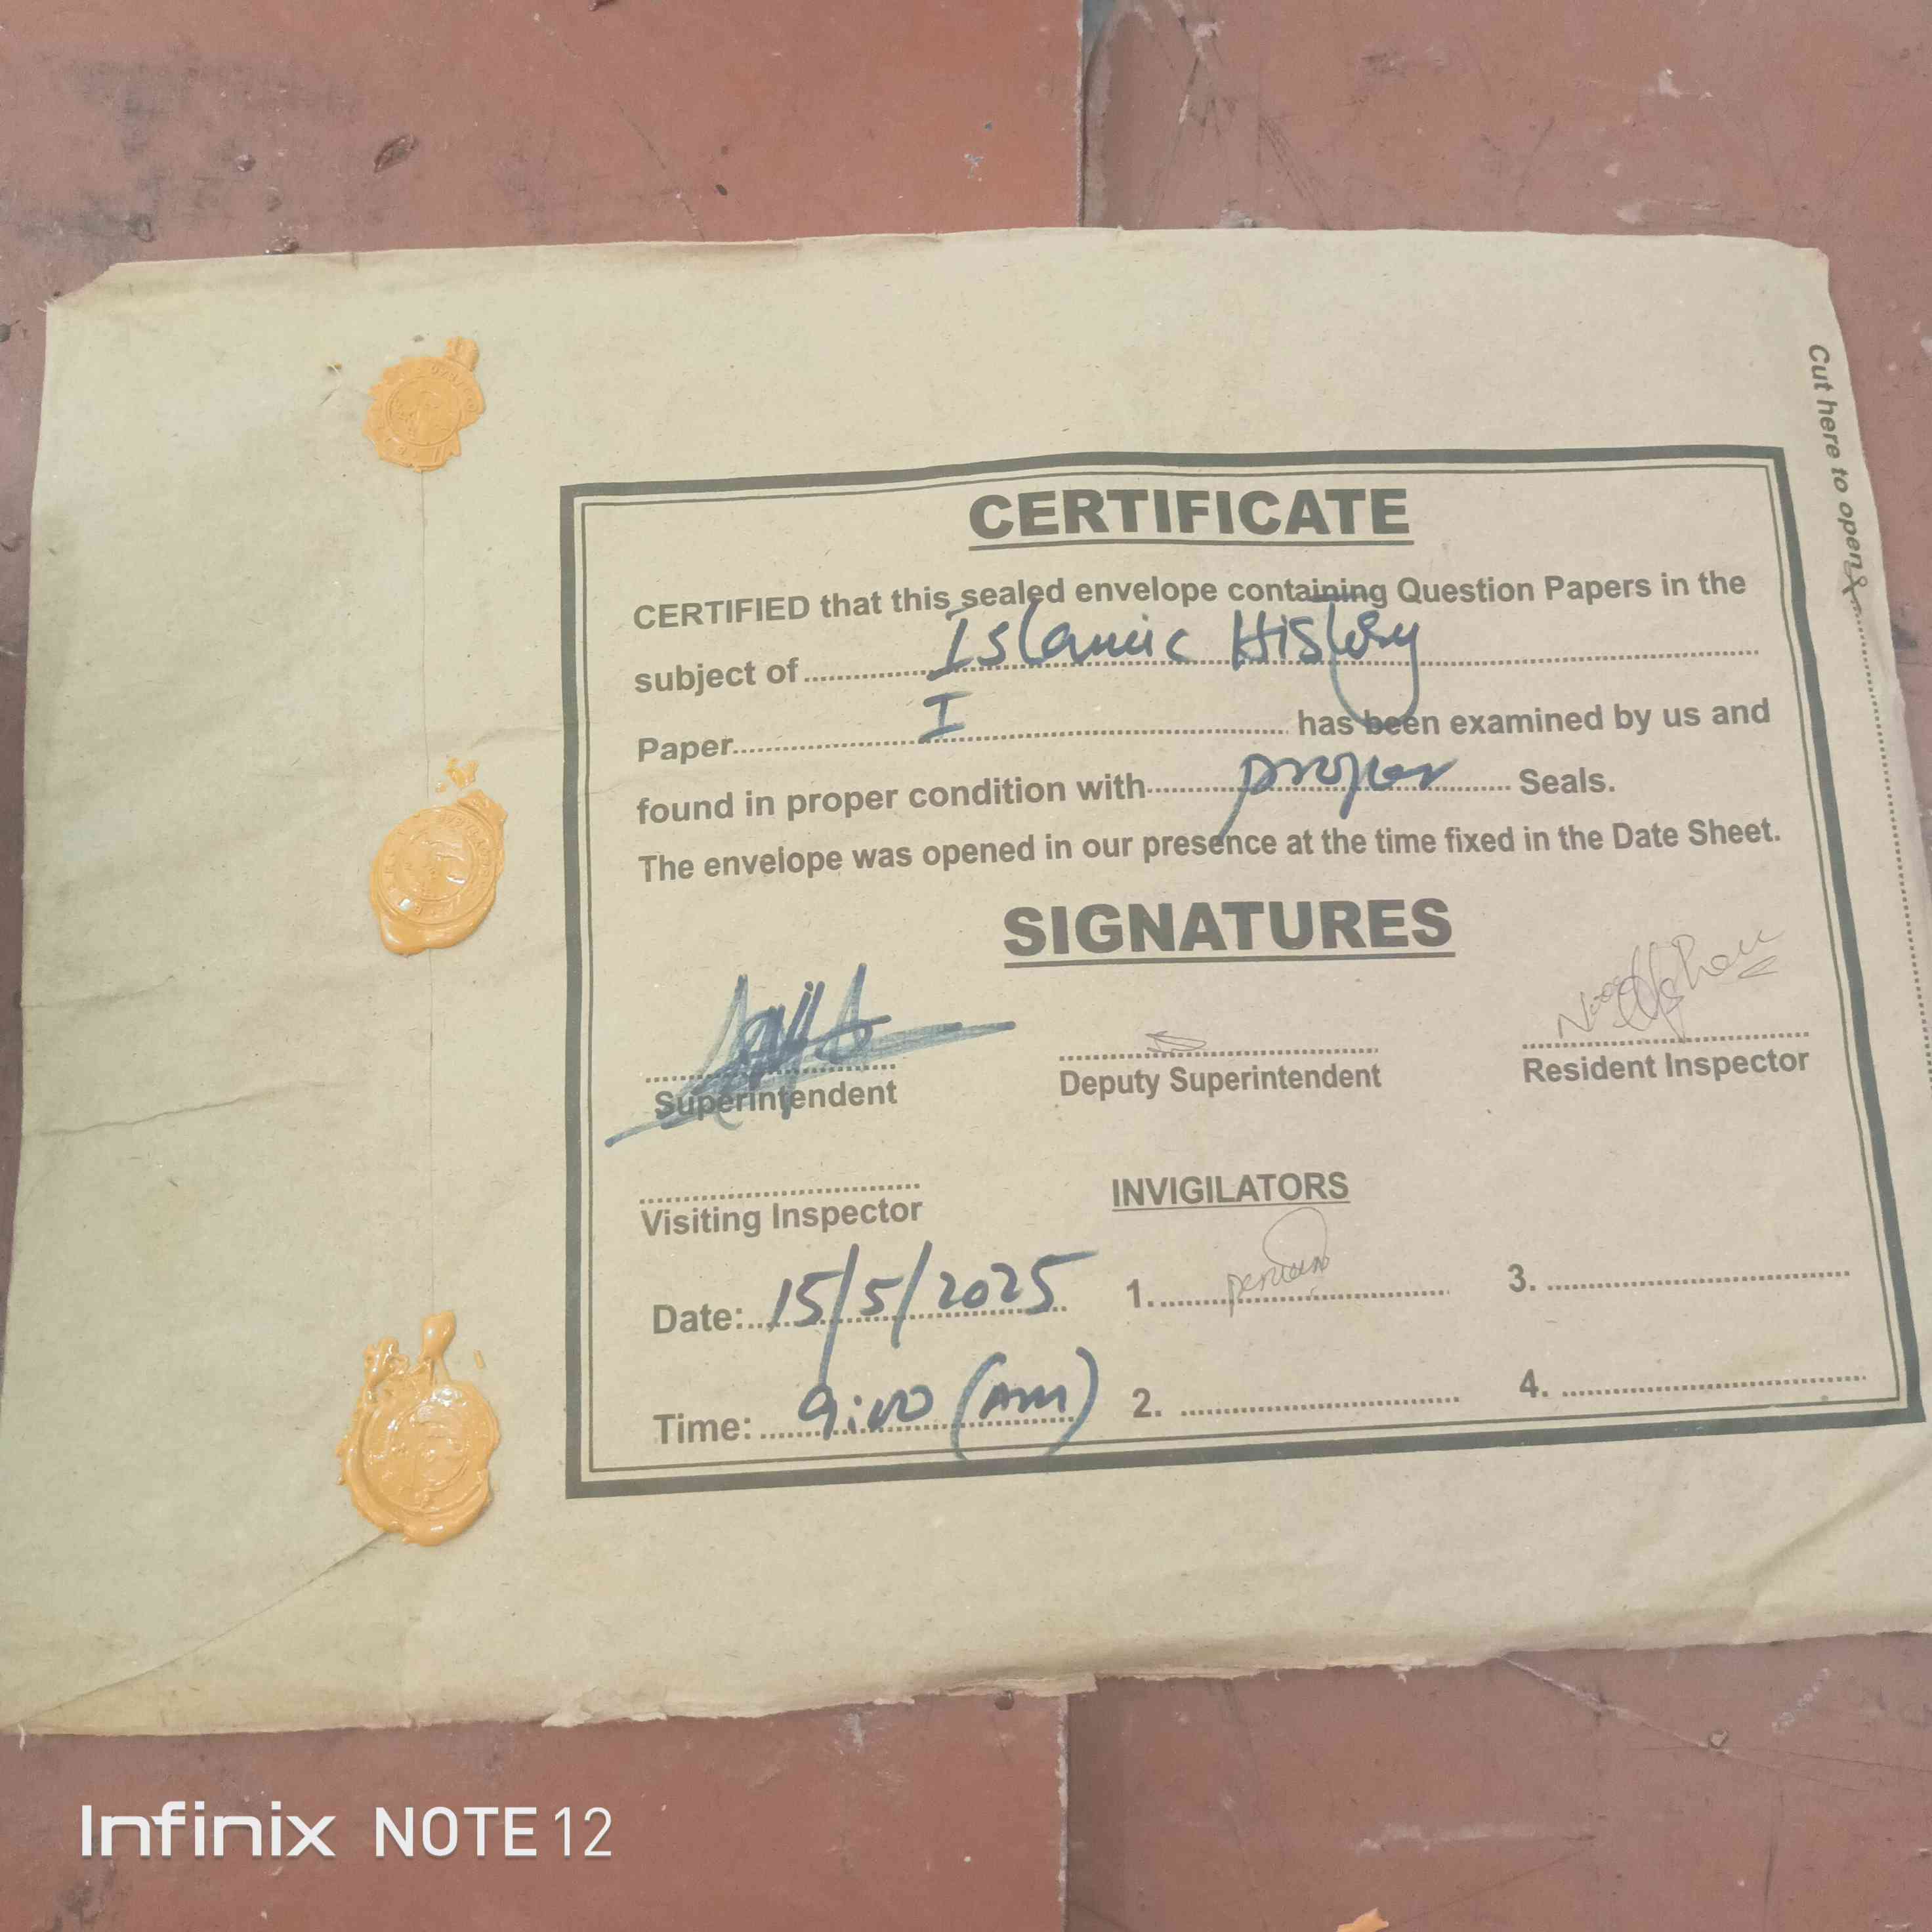 Cut here to open
CERTIFICATE
CERTIFIED that this sealed envelope containing Question Papers in the
subject of Islamic History
Paper I has been examined by us and
found in proper condition with proper Seals.
The envelope was opened in our presence at the time fixed in the Date Sheet.
SIGNATURES
Superintendent
Deputy Superintendent
Resident Inspector
Visiting Inspector
INVIGILATORS
Date: 15/5/2025
1.
3.
Time: 9:00 (AM)
2.
4.
Infinix NOTE 12